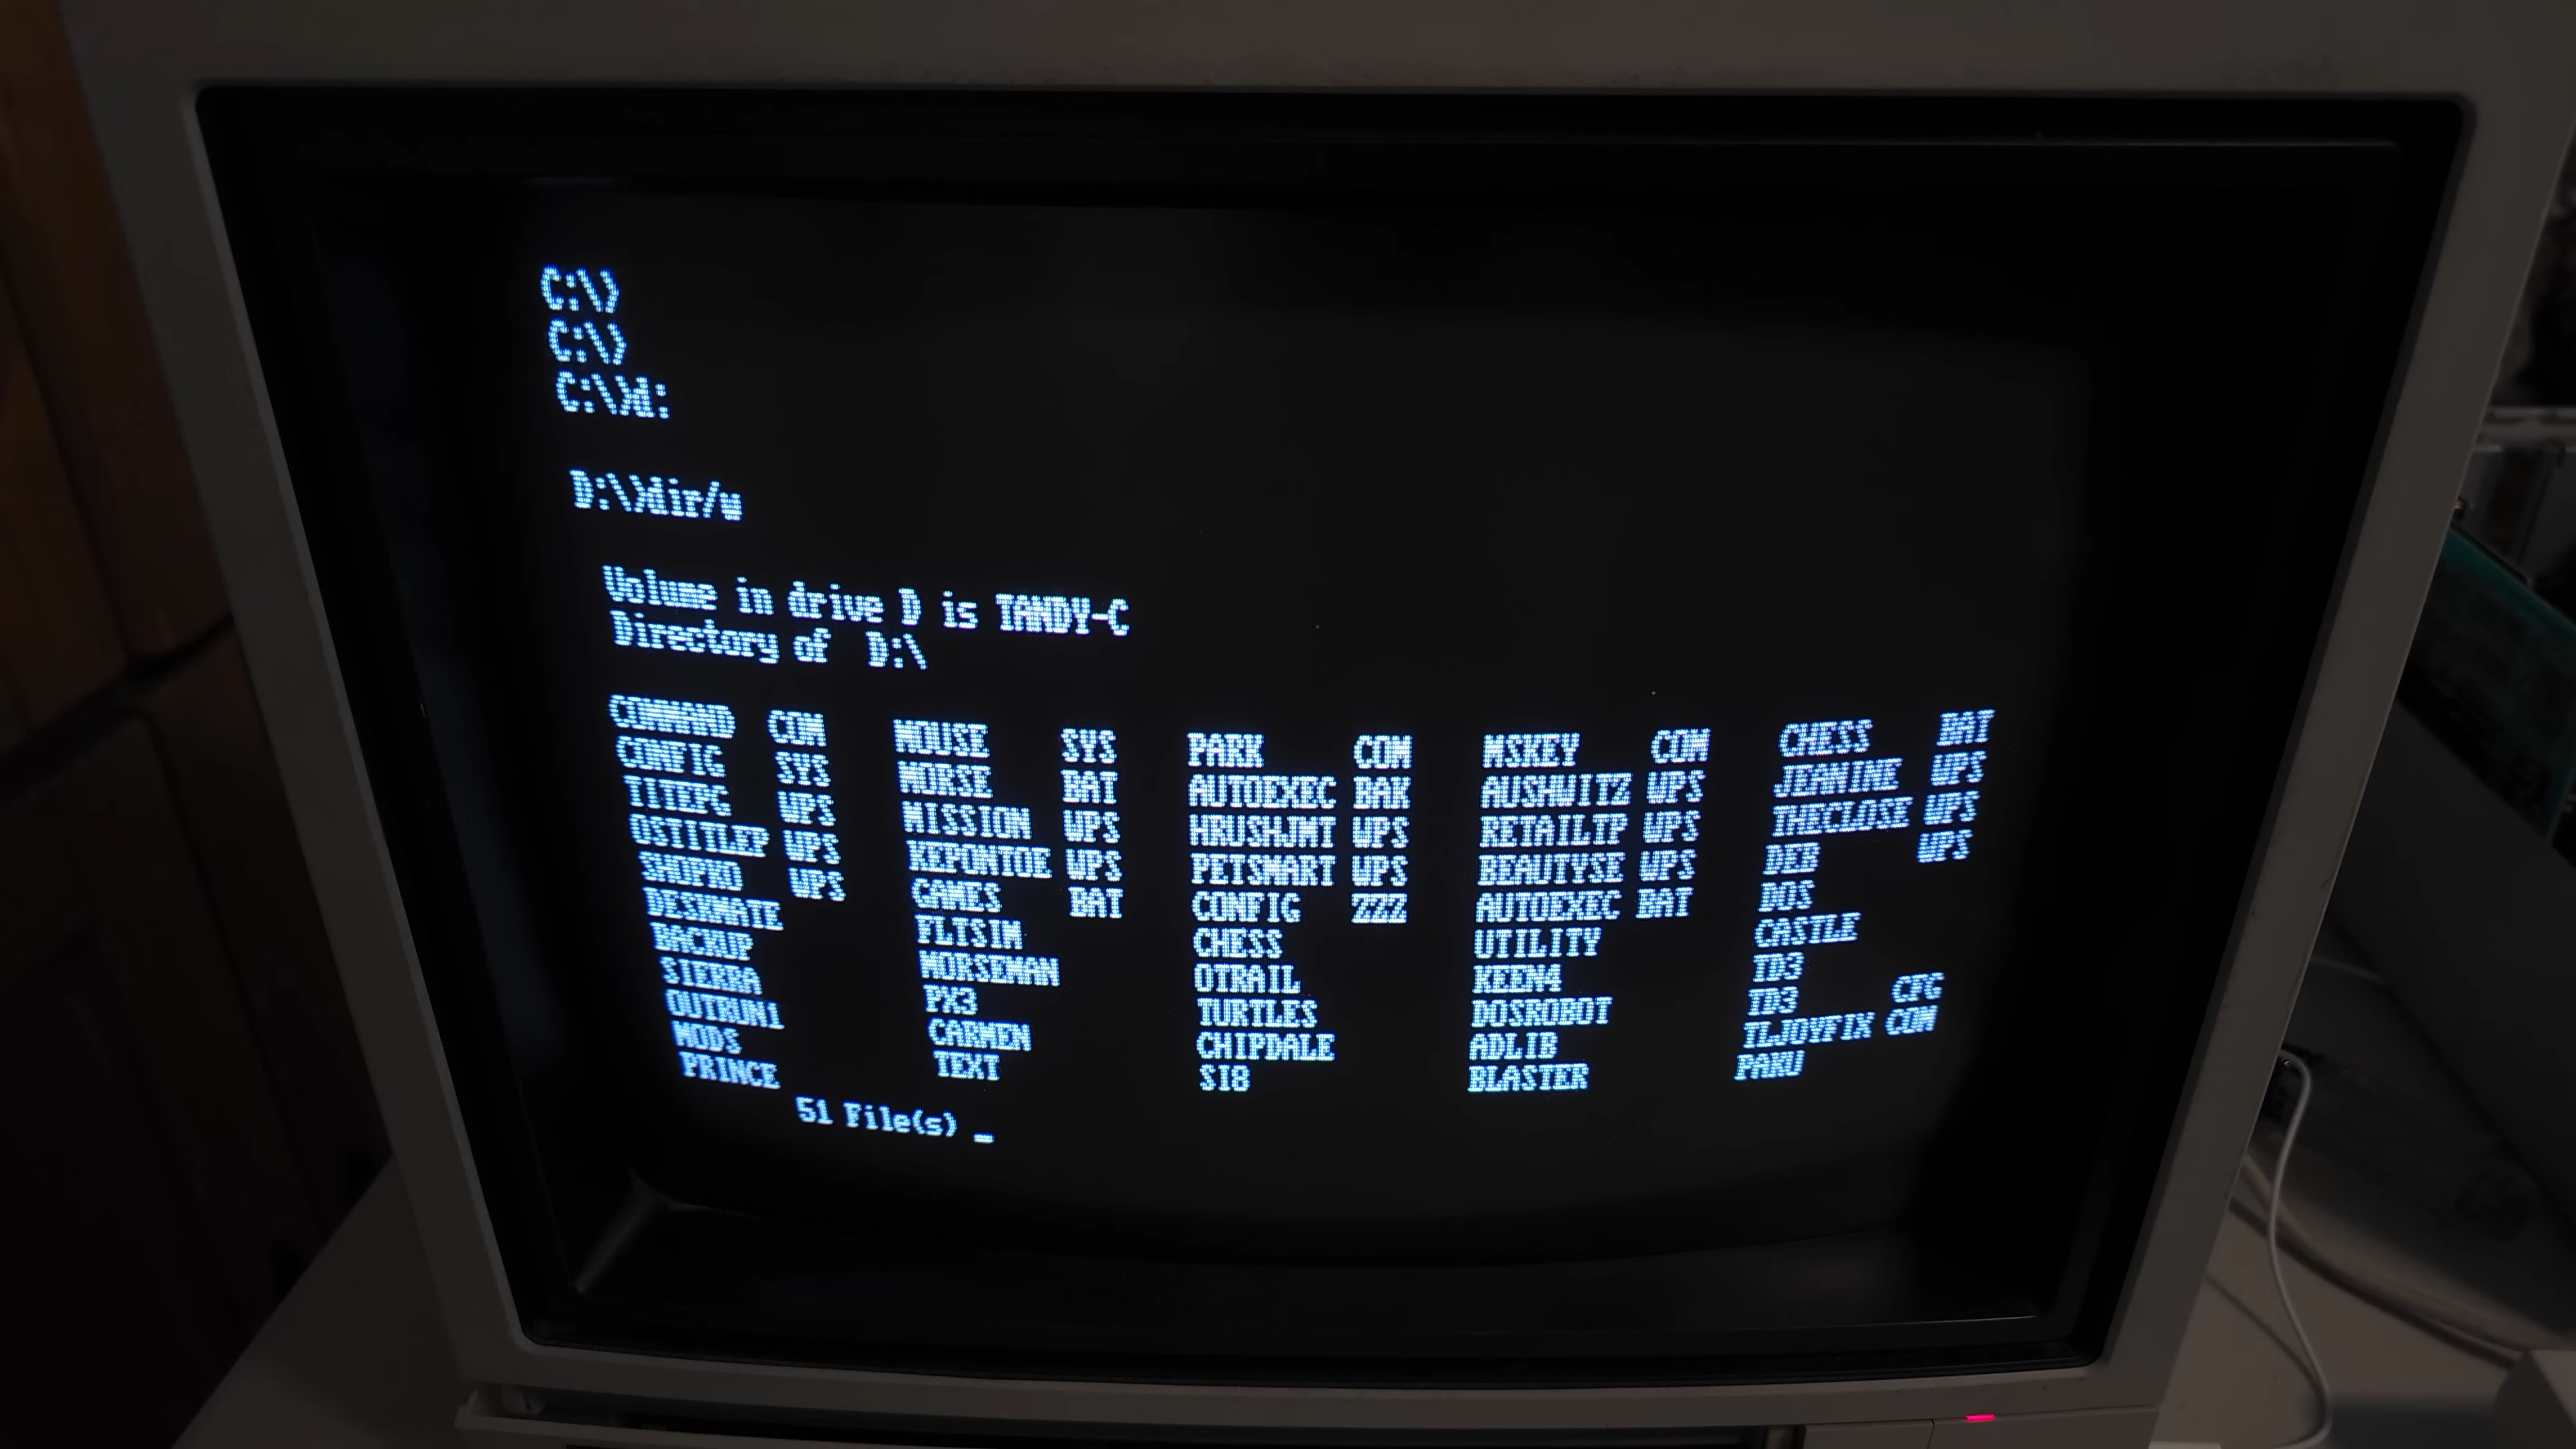 C:\>
C:\>
C:\>d:
D:\>dir/w
Volume in drive D is TANDY-C
Directory of D:\
COMMAND COM MOUSE SYS PARK COM MSKEY COM CHESS BAT
CONFIG SYS MORSE BAT AUTOEXEC BAK AUSHWITZ WPS JEANINE WPS
TITEPG WPS MISSION WPS HRUSHJMT WPS RETAILTP WPS THECLOSE WPS
OSTITLEP WPS KEPONTOE WPS PETSMART WPS BEAUTYSE WPS DEB WPS
SHOPKO WPS GAMES BAT CONFIG ZZZ AUTOEXEC BAT DOS
DESKMATE FLTSIM CHESS UTILITY CASTLE
BACKUP MORSEMAN OTRAIL KEEN4 TD3
SIERRA PX3 TURTLES DOSROBOT TD3 CFG
OUTRUN1 CARMEN CHIPDALE ADLIB TLJOYFIX COM
MODS TEXT SI8 BLASTER PAKU
PRINCE
51 File(s) _